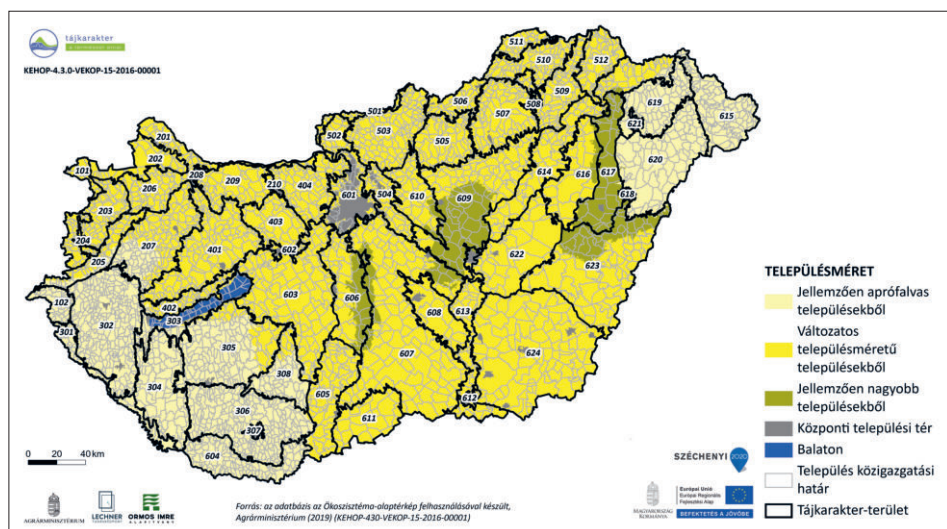 tájkarakter
KEHOP-4.3.0-VEKOP-15-2016-00001
511
510
512
501
506
507
508
509
502
503
505
619
621
615
620
201
202
101
208
209
210
404
601
504
610
609
614
616
617
618
206
203
204
207
205
403
401
602
622
623
102
402
303
603
606
608
613
301
302
305
607
624
304
308
306
307
605
611
612
604
TELEPÜLÉSMÉRET
Jellemzően aprófalvas
településekből
Változatos
településméretű
településekből
Jellemzően nagyobb
településekből
Központi települési tér
Balaton
Település közigazgatási
határ
Tájkarakter-terület
0 20 40 km
SZÉCHENYI 2020
AGRÁRMINISZTÉRIUM
LECHNER
ORMOS IMRE
ALAPÍTVÁNY
Forrás: az adatbázis az Ökoszisztéma-alaptérkép felhasználásával készült,
Agrárminisztérium (2019) (KEHOP-430-VEKOP-15-2016-00001)
MAGYARORSZÁG
KORMÁNYA
Európai Unió
Európai Regionális
Fejlesztési Alap
BEFEKTETÉS A JÖVŐBE